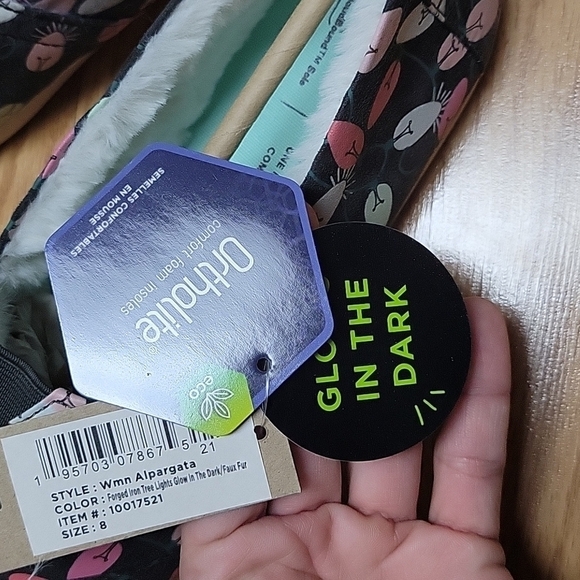 SEMELLES CONFORTABLES
EN MOUSSE
Ortholite
comfort foam insoles
eco
IN THE
DARK
1 95703 07867 5 21
STYLE : Wmn Alpargata
COLOR : Forged Iron Tree Lights Glow In The Dark/Faux Fur
ITEM # : 10017521
SIZE : 8